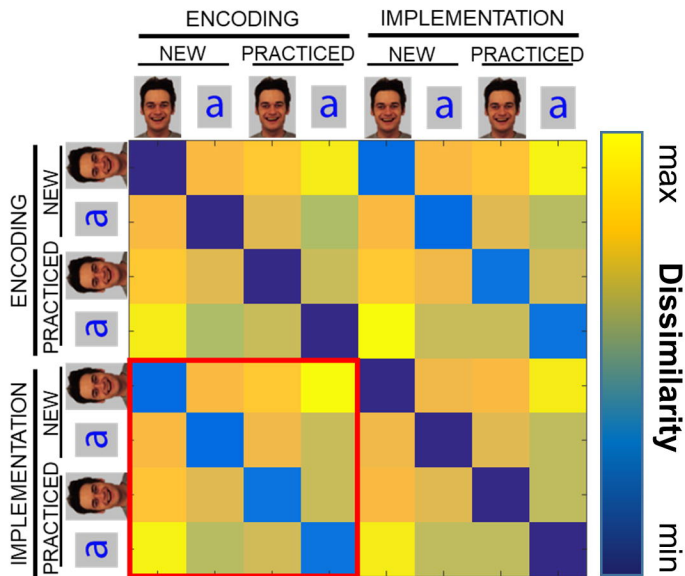 ENCODING IMPLEMENTATION
NEW PRACTICED NEW PRACTICED
a a
ENCODING
NEW
a
PRACTICED
a
IMPLEMENTATION
NEW
a
PRACTICED
a
max
Dissimilarity
min